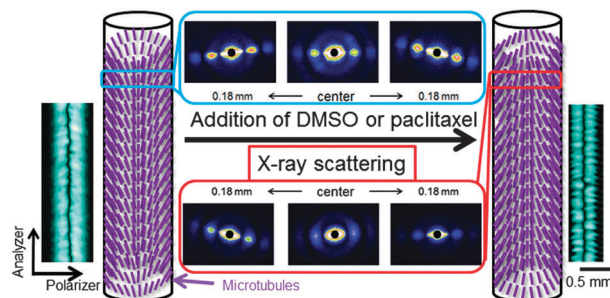 0.18 mm ← center → 0.18 mm
Addition of DMSO or paclitaxel
X-ray scattering
0.18 mm ← center → 0.18 mm
Analyzer
Polarizer
Microtubules
0.5 mm